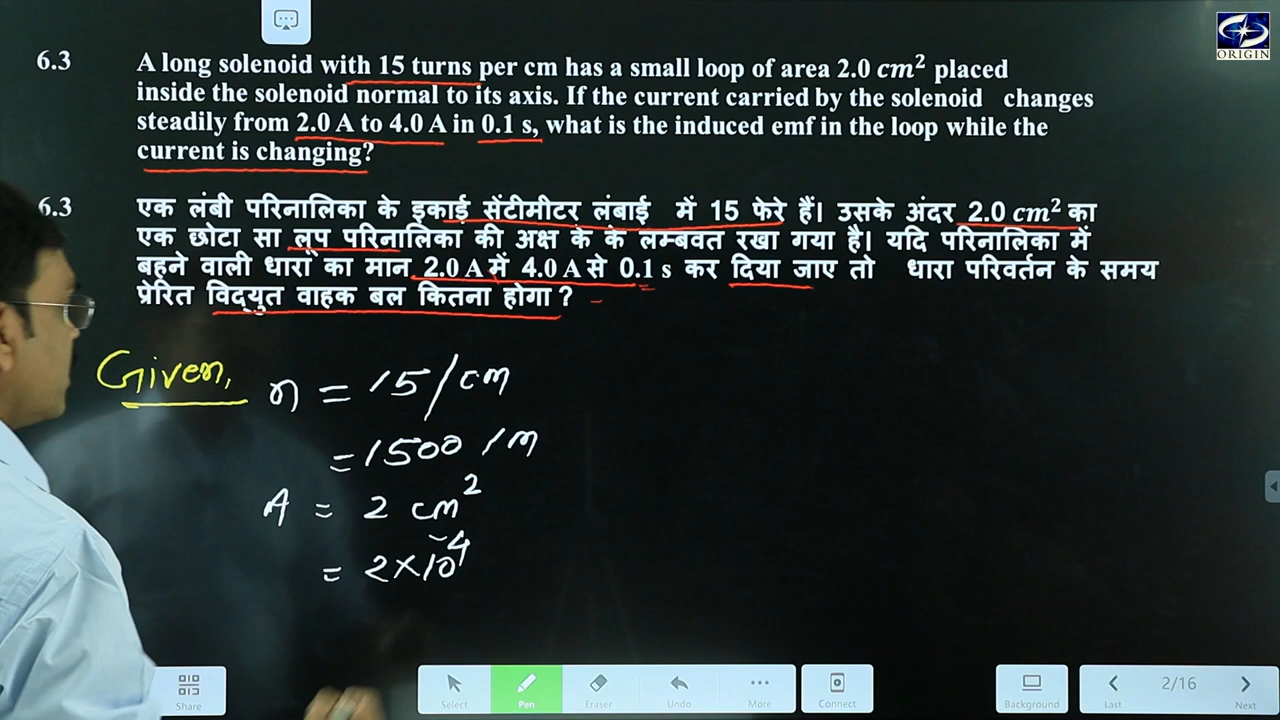 ORIGIN
6.3 A long solenoid with 15 turns per cm has a small loop of area 2.0 cm² placed
inside the solenoid normal to its axis. If the current carried by the solenoid changes
steadily from 2.0 A to 4.0 A in 0.1 s, what is the induced emf in the loop while the
current is changing?
6.3 एक लंबी परिनालिका के इकाई सेंटीमीटर लंबाई में 15 फेरे हैं। उसके अंदर 2.0 cm² का
एक छोटा सा लूप परिनालिका की अक्ष के के लम्बवत रखा गया है। यदि परिनालिका में
बहने वाली धारों का मान 2.0 A में 4.0 A से 0.1 s कर दिया जाए तो धारा परिवर्तन के समय
प्रेरित विद्युत वाहक बल कितना होगा ?
Given,
n = 15/cm
= 1500 /m
A = 2 cm²
= 2×10⁻⁴
Share
Select
Pen
Eraser
Undo
More
Connect
Background
Last
2/16
Next